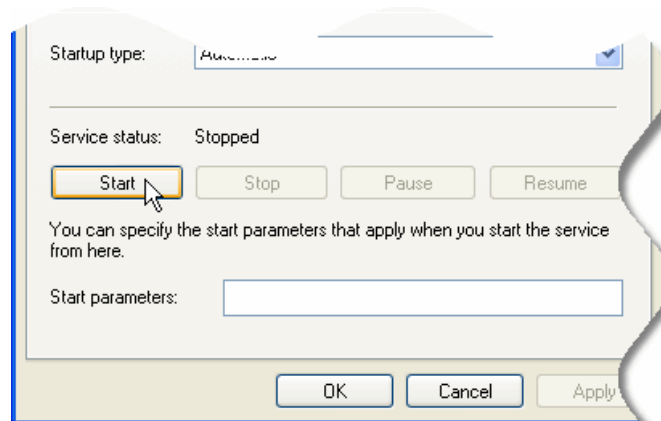 Startup type:
Service status: Stopped
Start Stop Pause Resume
You can specify the start parameters that apply when you start the service
from here.
Start parameters:
OK Cancel Apply